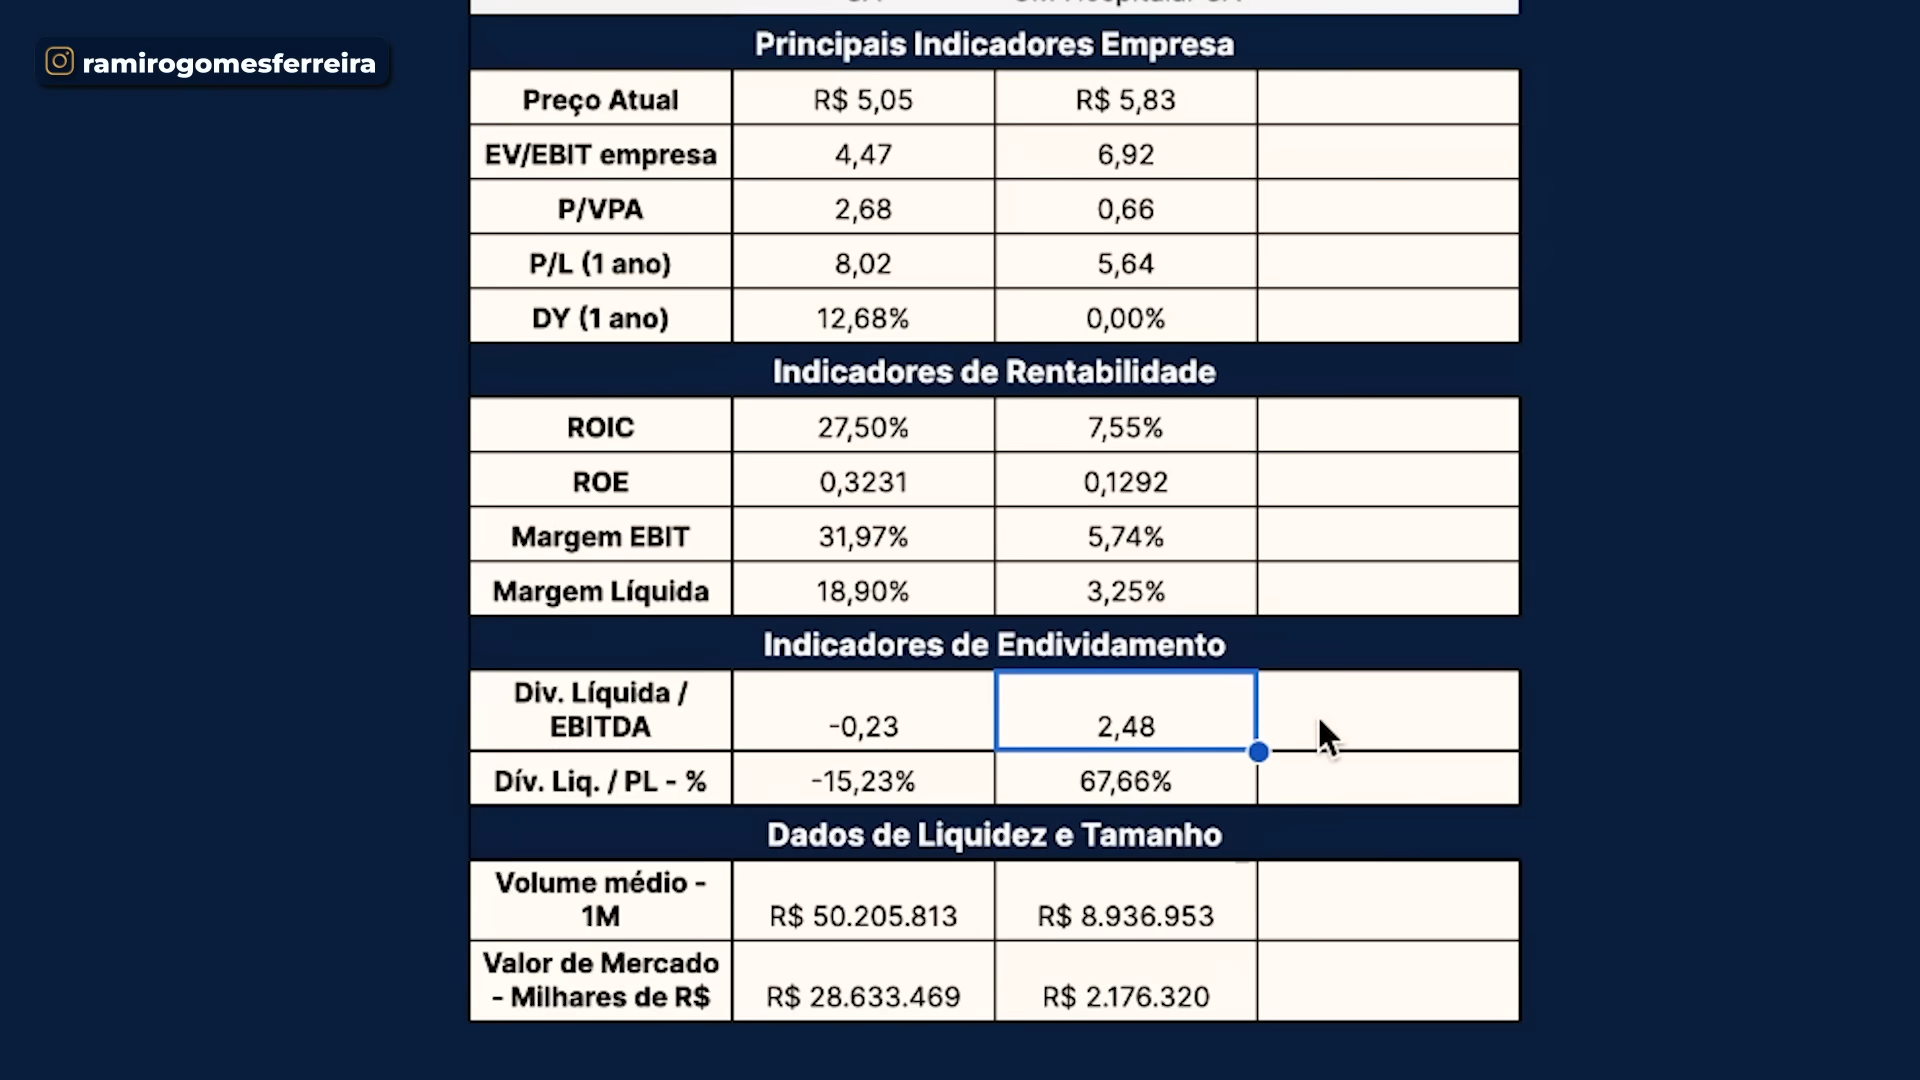 ramirogomesferreira
Principais Indicadores Empresa
Preço Atual R$ 5,05 R$ 5,83
EV/EBIT empresa 4,47 6,92
P/VPA 2,68 0,66
P/L (1 ano) 8,02 5,64
DY (1 ano) 12,68% 0,00%
Indicadores de Rentabilidade
ROIC 27,50% 7,55%
ROE 0,3231 0,1292
Margem EBIT 31,97% 5,74%
Margem Líquida 18,90% 3,25%
Indicadores de Endividamento
Div. Líquida /
EBITDA -0,23 2,48
Dív. Liq. / PL - % -15,23% 67,66%
Dados de Liquidez e Tamanho
Volume médio -
1M R$ 50.205.813 R$ 8.936.953
Valor de Mercado
- Milhares de R$ R$ 28.633.469 R$ 2.176.320